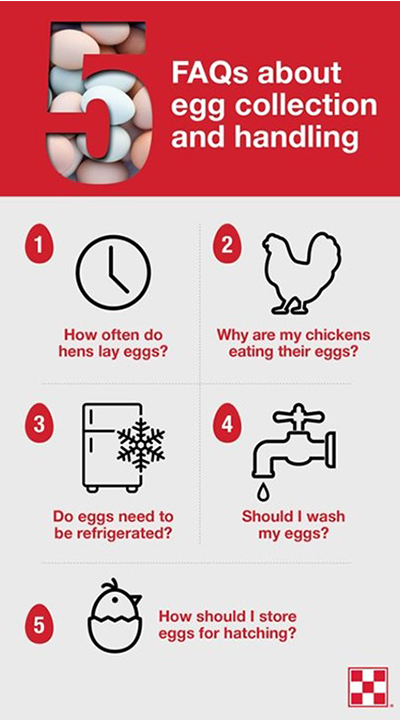 5
FAQs about
egg collection
and handling
1
How often do
hens lay eggs?
2
Why are my chickens
eating their eggs?
3
Do eggs need to
be refrigerated?
4
Should I wash
my eggs?
5
How should I store
eggs for hatching?